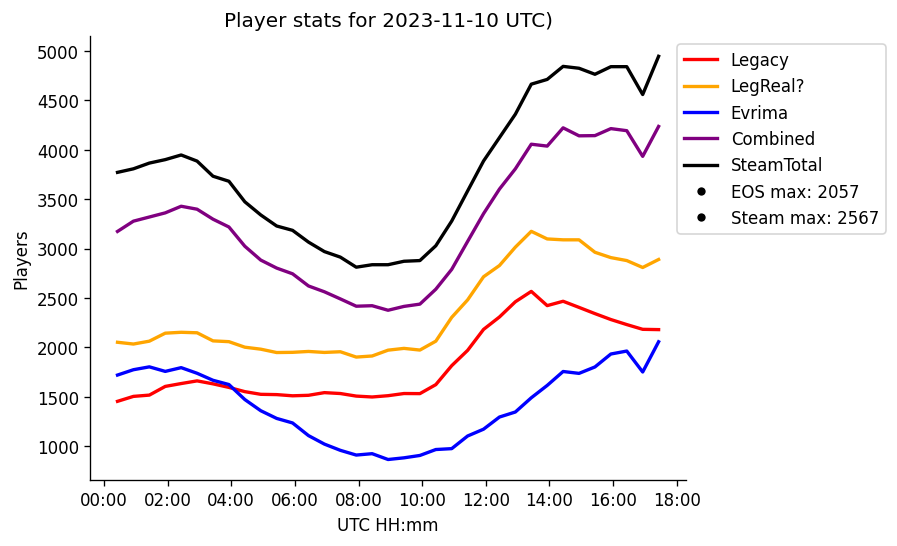 Player stats for 2023-11-10 UTC)
5000
4500
4000
3500
3000
2500
2000
1500
1000
Players
00:00 02:00 04:00 06:00 08:00 10:00 12:00 14:00 16:00 18:00
UTC HH:mm
Legacy
LegReal?
Evrima
Combined
SteamTotal
EOS max: 2057
Steam max: 2567